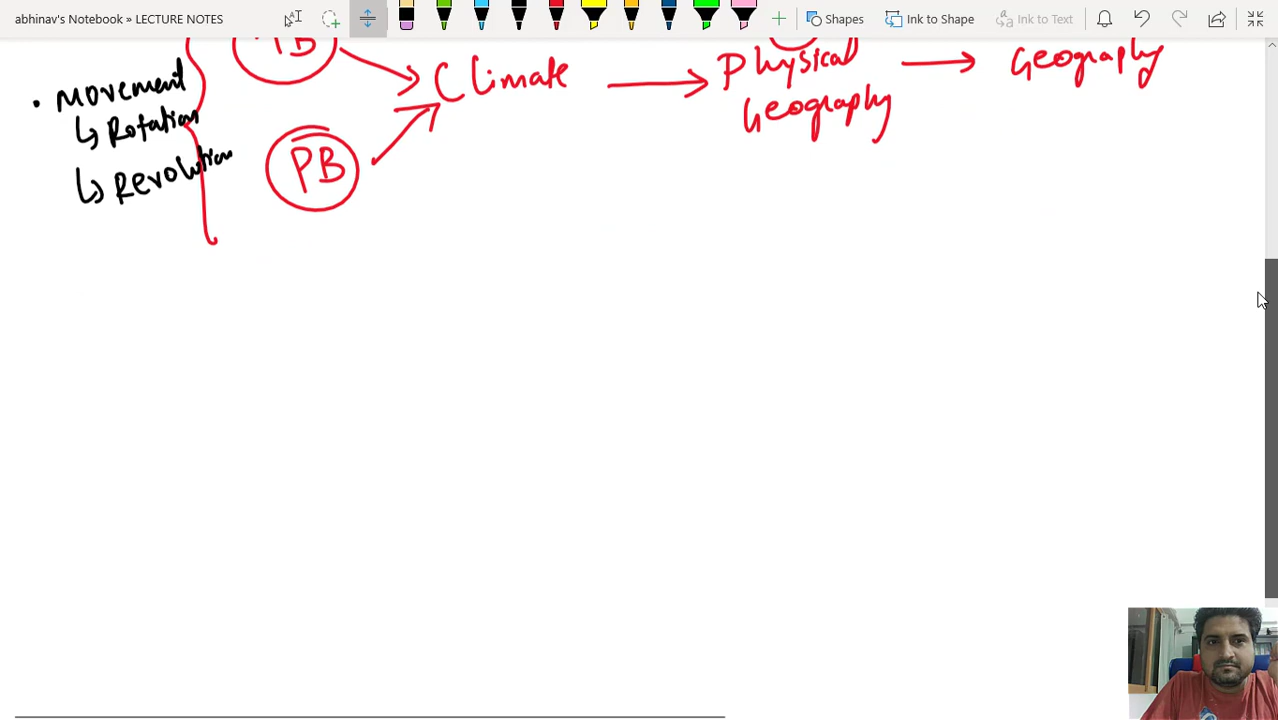 abhinav's Notebook » LECTURE NOTES
Shapes
Ink to Shape
Ink to Text
• Movement
↳ Rotation
↳ Revolution
PB
Climate → Physical Geography → Geography